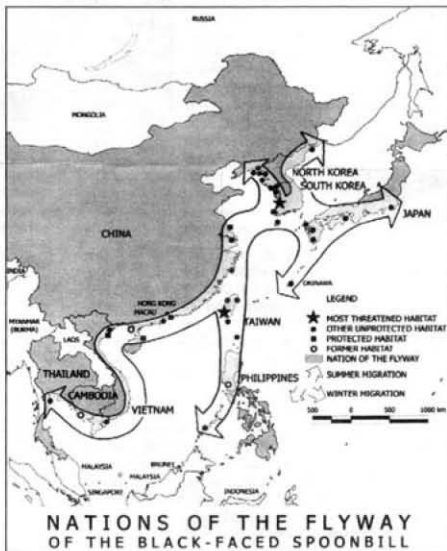 RUSSIA
MONGOLIA
NORTH KOREA
SOUTH KOREA
JAPAN
CHINA
INDIA
OKINAWA
HONG KONG
MACAU
MYANMAR
(BURMA)
LAOS
TAIWAN
THAILAND
CAMBODIA
VIETNAM
PHILIPPINES
LEGEND
MOST THREATENED HABITAT
OTHER UNPROTECTED HABITAT
PROTECTED HABITAT
FORMER HABITAT
NATION OF THE FLYWAY
SUMMER MIGRATION
WINTER MIGRATION
500 0 500 1000 km
MALAYSIA
BRUNEI
MALAYSIA
SINGAPORE
INDONESIA
NATIONS OF THE FLYWAY
OF THE BLACK-FACED SPOONBILL